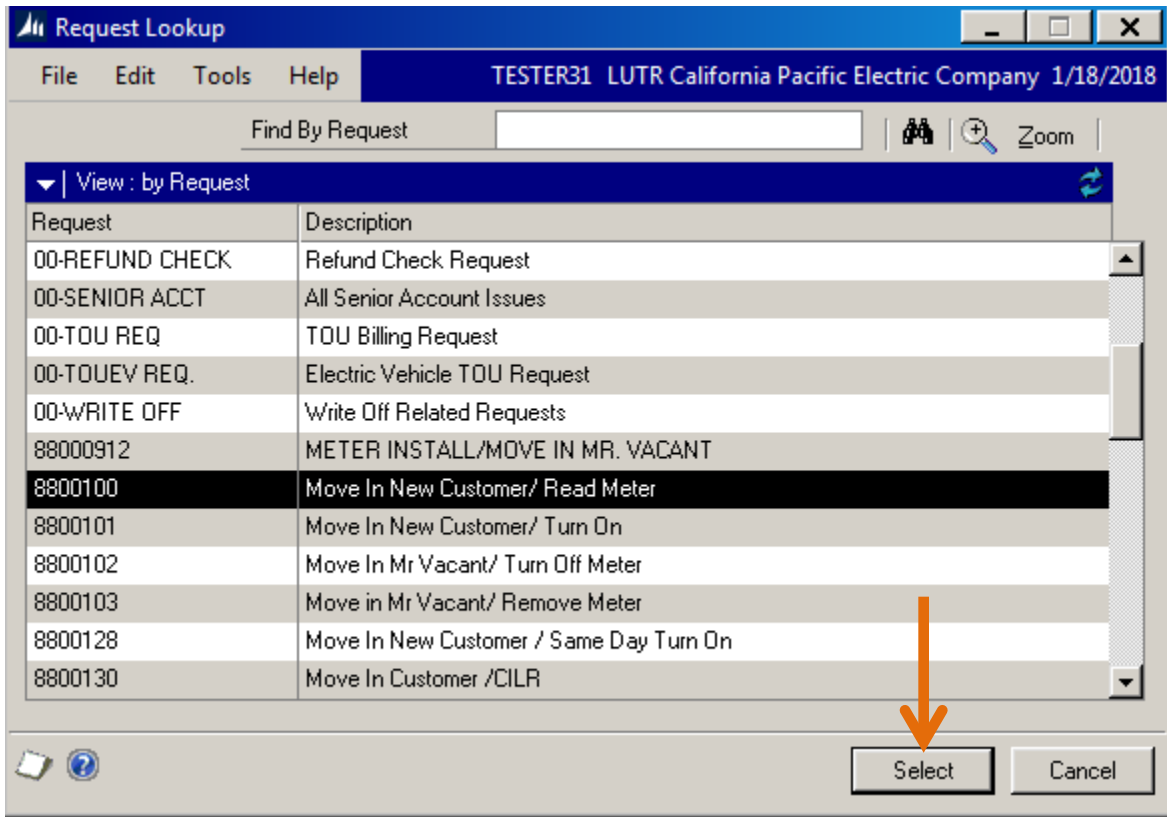 Request Lookup
File Edit Tools Help TESTER31 LUTR California Pacific Electric Company 1/18/2018
Find By Request Zoom
View : by Request
Request Description
00-REFUND CHECK Refund Check Request
00-SENIOR ACCT All Senior Account Issues
00-TOU REQ TOU Billing Request
00-TOUEV REQ. Electric Vehicle TOU Request
00-WRITE OFF Write Off Related Requests
88000912 METER INSTALL/MOVE IN MR. VACANT
8800100 Move In New Customer/ Read Meter
8800101 Move In New Customer/ Turn On
8800102 Move In Mr Vacant/ Turn Off Meter
8800103 Move in Mr Vacant/ Remove Meter
8800128 Move In New Customer / Same Day Turn On
8800130 Move In Customer /CILR
Select Cancel